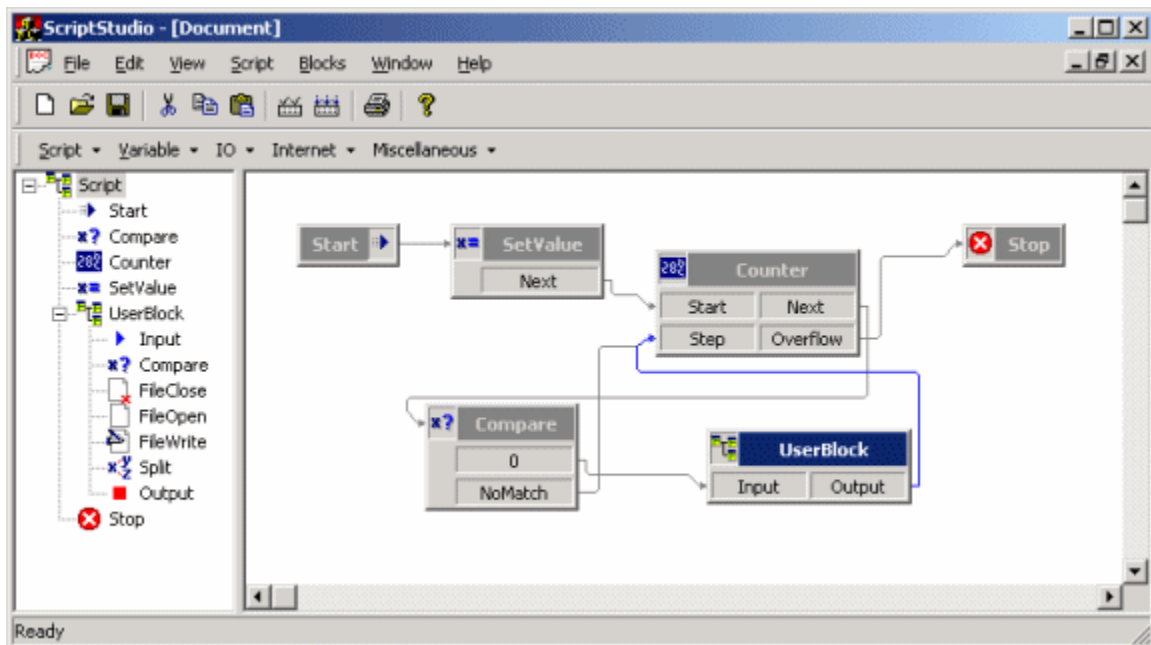 ScriptStudio - [Document]
File Edit View Script Blocks Window Help
Script Variable IO Internet Miscellaneous
Script
Start
Compare
Counter
SetValue
UserBlock
Input
Compare
FileClose
FileOpen
FileWrite
Split
Output
Stop
Start
SetValue
Next
Counter
Start Next
Step Overflow
Stop
Compare
0
NoMatch
UserBlock
Input Output
Ready